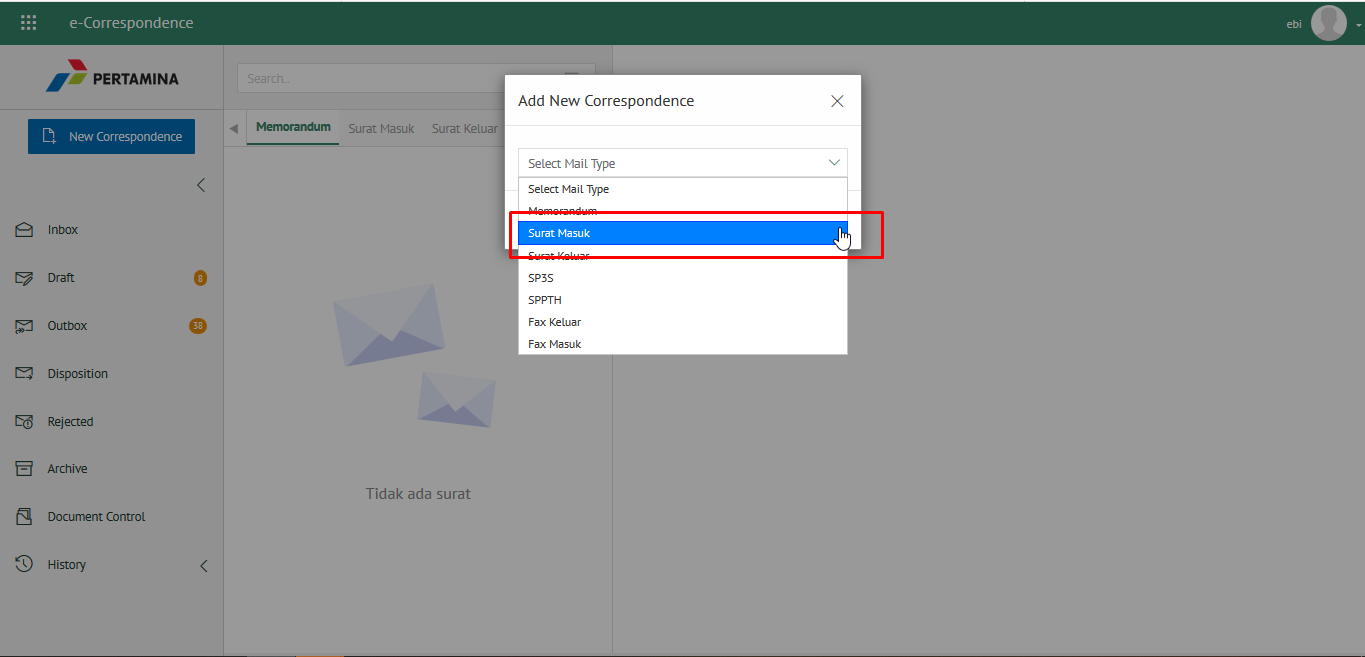 e-Correspondence
ebi
PERTAMINA
New Correspondence
Inbox
Draft
8
Outbox
38
Disposition
Rejected
Archive
Document Control
History
Search..
Memorandum
Surat Masuk
Surat Keluar
Tidak ada surat
Add New Correspondence
Select Mail Type
Select Mail Type
Memorandum
Surat Masuk
Surat Keluar
SP3S
SPPTH
Fax Keluar
Fax Masuk